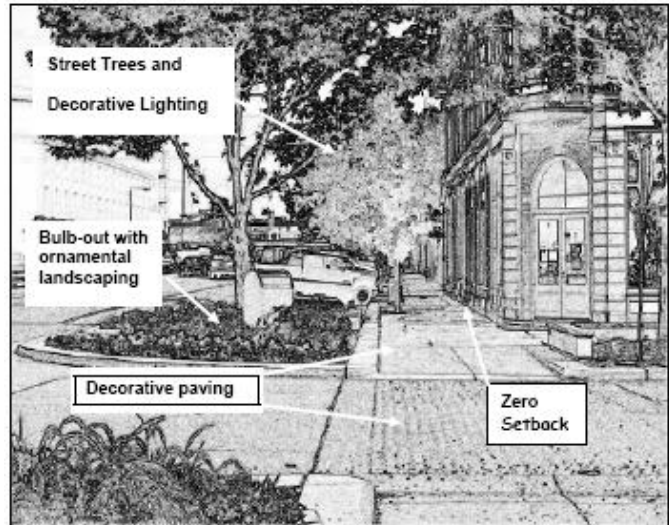 Street Trees and
Decorative Lighting
Bulb-out with
ornamental
landscaping
Decorative paving
Zero
Setback